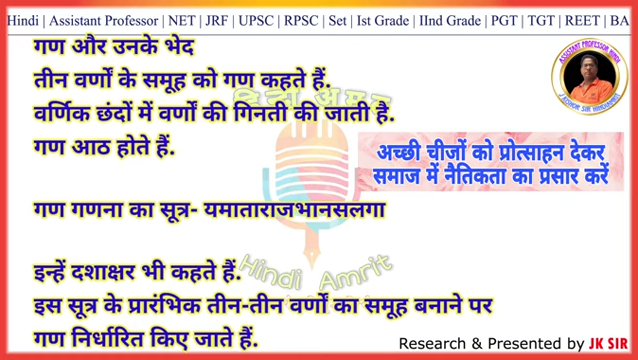 Hindi | Assistant Professor | NET | JRF | UPSC | RPSC | Set | Ist Grade | IInd Grade | PGT | TGT | REET | BA
गण और उनके भेद
तीन वर्णों के समूह को गण कहते हैं.
वर्णिक छंदों में वर्णों की गिनती की जाती है.
गण आठ होते हैं.
अच्छी चीजों को प्रोत्साहन देकर
समाज में नैतिकता का प्रसार करें
गण गणना का सूत्र- यमाताराजभानसलगा
Hindi Amrit
इन्हें दशाक्षर भी कहते हैं.
इस सूत्र के प्रारंभिक तीन-तीन वर्णों का समूह बनाने पर
गण निर्धारित किए जाते हैं.
Research & Presented by JK SIR
ASSISTANT PROFESSOR HINDI